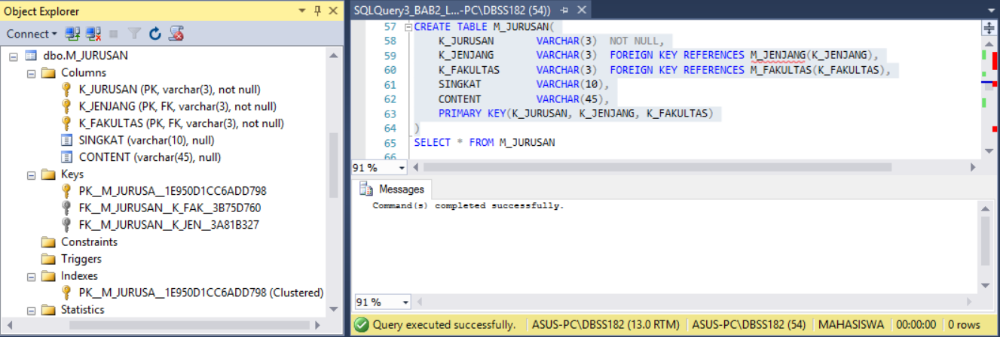 Object Explorer
Connect
dbo.M_JURUSAN
Columns
K_JURUSAN (PK, varchar(3), not null)
K_JENJANG (PK, FK, varchar(3), not null)
K_FAKULTAS (PK, FK, varchar(3), not null)
SINGKAT (varchar(10), null)
CONTENT (varchar(45), null)
Keys
PK__M_JURUSA__1E950D1CC6ADD798
FK__M_JURUSAN__K_FAK__3B75D760
FK__M_JURUSAN__K_JEN__3A81B327
Constraints
Triggers
Indexes
PK__M_JURUSA__1E950D1CC6ADD798 (Clustered)
Statistics
SQLQuery3_BAB2_L...-PC\DBSS182 (54))
57 CREATE TABLE M_JURUSAN(
58 K_JURUSAN VARCHAR(3) NOT NULL,
59 K_JENJANG VARCHAR(3) FOREIGN KEY REFERENCES M_JENJANG(K_JENJANG),
60 K_FAKULTAS VARCHAR(3) FOREIGN KEY REFERENCES M_FAKULTAS(K_FAKULTAS),
61 SINGKAT VARCHAR(10),
62 CONTENT VARCHAR(45),
63 PRIMARY KEY(K_JURUSAN, K_JENJANG, K_FAKULTAS)
64 )
65 SELECT * FROM M_JURUSAN
66
91 %
Messages
Command(s) completed successfully.
91 %
Query executed successfully. ASUS-PC\DBSS182 (13.0 RTM) ASUS-PC\DBSS182 (54) MAHASISWA 00:00:00 0 rows